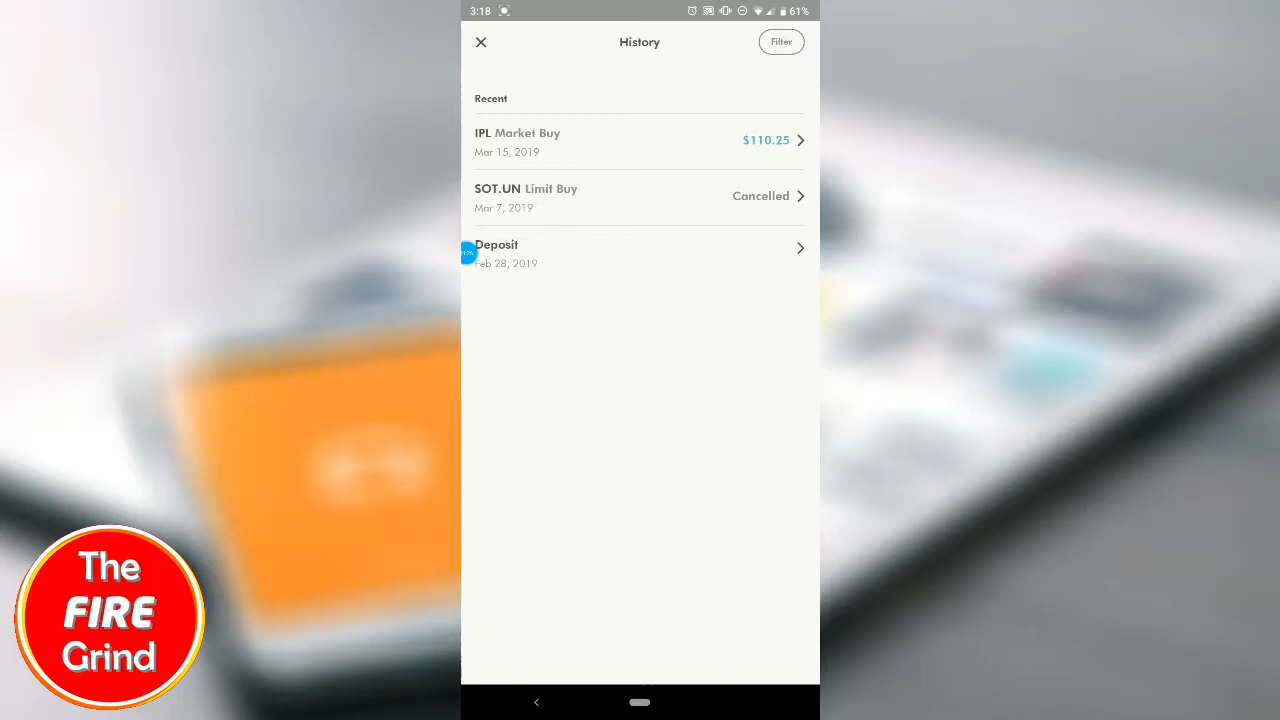 3:18
61%
History
Filter
Recent
IPL Market Buy
$110.25
Mar 15, 2019
SOT.UN Limit Buy
Cancelled
Mar 7, 2019
Deposit
Feb 28, 2019
The
FIRE
Grind